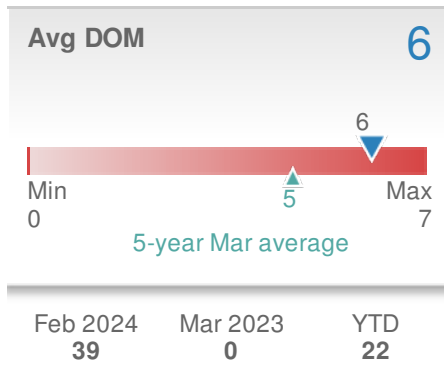 Avg DOM 6
6
Min Max
0 5 7
5-year Mar average
Feb 2024 Mar 2023 YTD
39 0 22